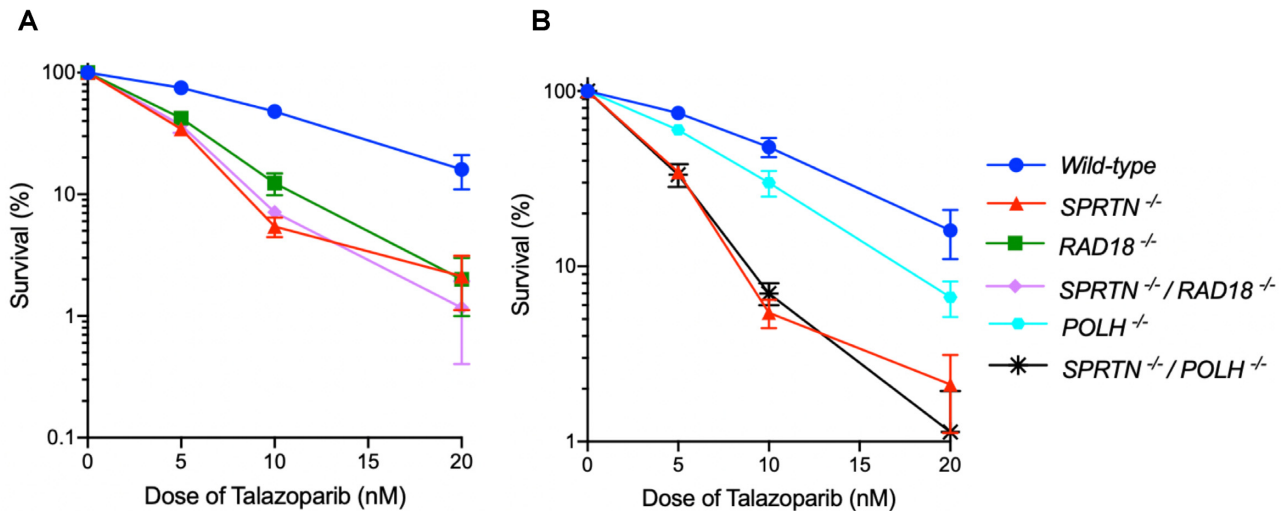 A
B
Survival (%)
100
10
1
0.1
0
5
10
15
20
Dose of Talazoparib (nM)
Survival (%)
100
10
1
0
5
10
15
20
Dose of Talazoparib (nM)
Wild-type
SPRTN -/-
RAD18 -/-
SPRTN -/- / RAD18 -/-
POLH -/-
SPRTN -/- / POLH -/-